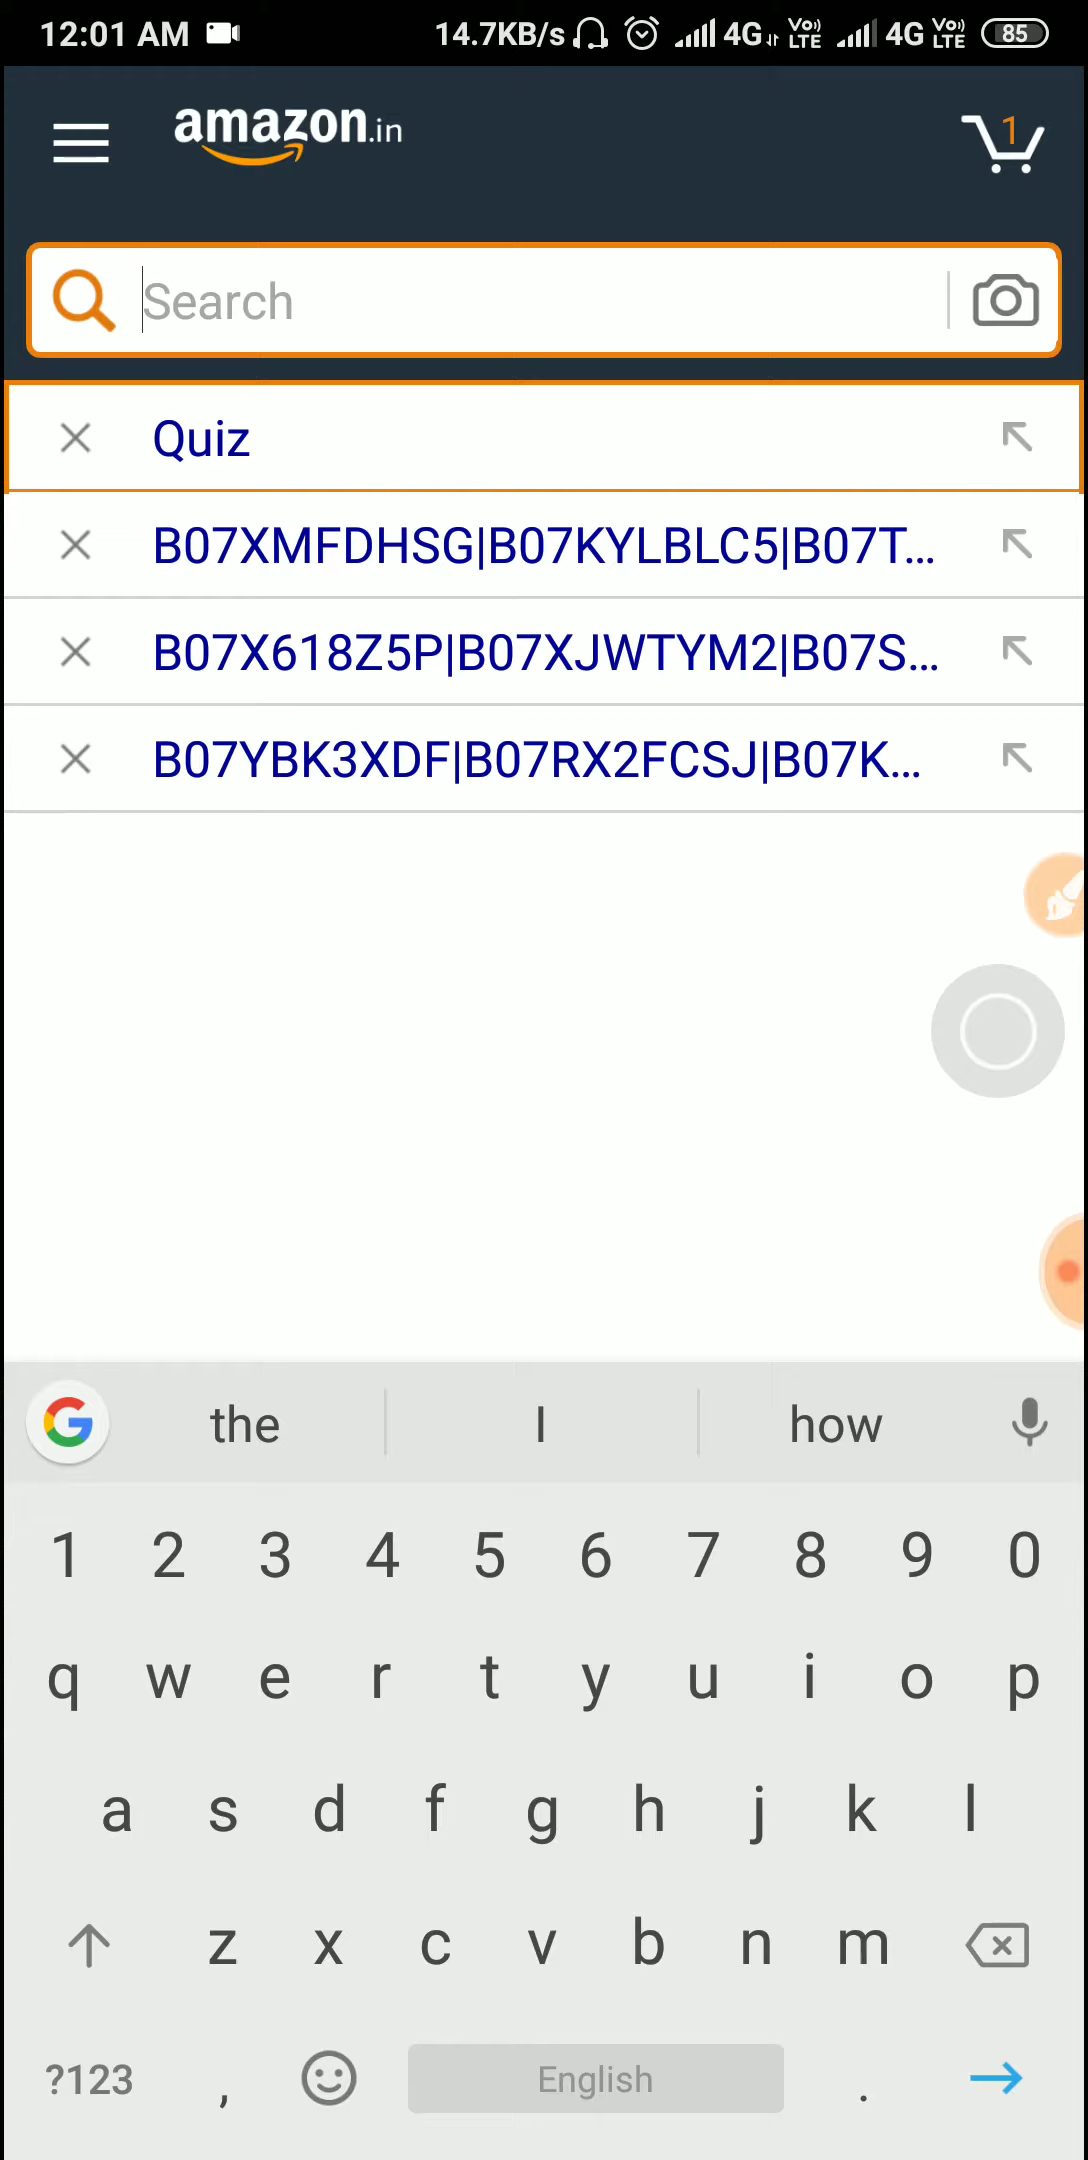 12:01 AM 14.7KB/s 4G Vo)) LTE 4G Vo)) LTE 85
amazon.in 1
Search
Quiz
B07XMFDHSG|B07KYLBLC5|B07T...
B07X618Z5P|B07XJWTYM2|B07S...
B07YBK3XDF|B07RX2FCSJ|B07K...
G the I how
1 2 3 4 5 6 7 8 9 0
q w e r t y u i o p
a s d f g h j k l
z x c v b n m
?123 , English .